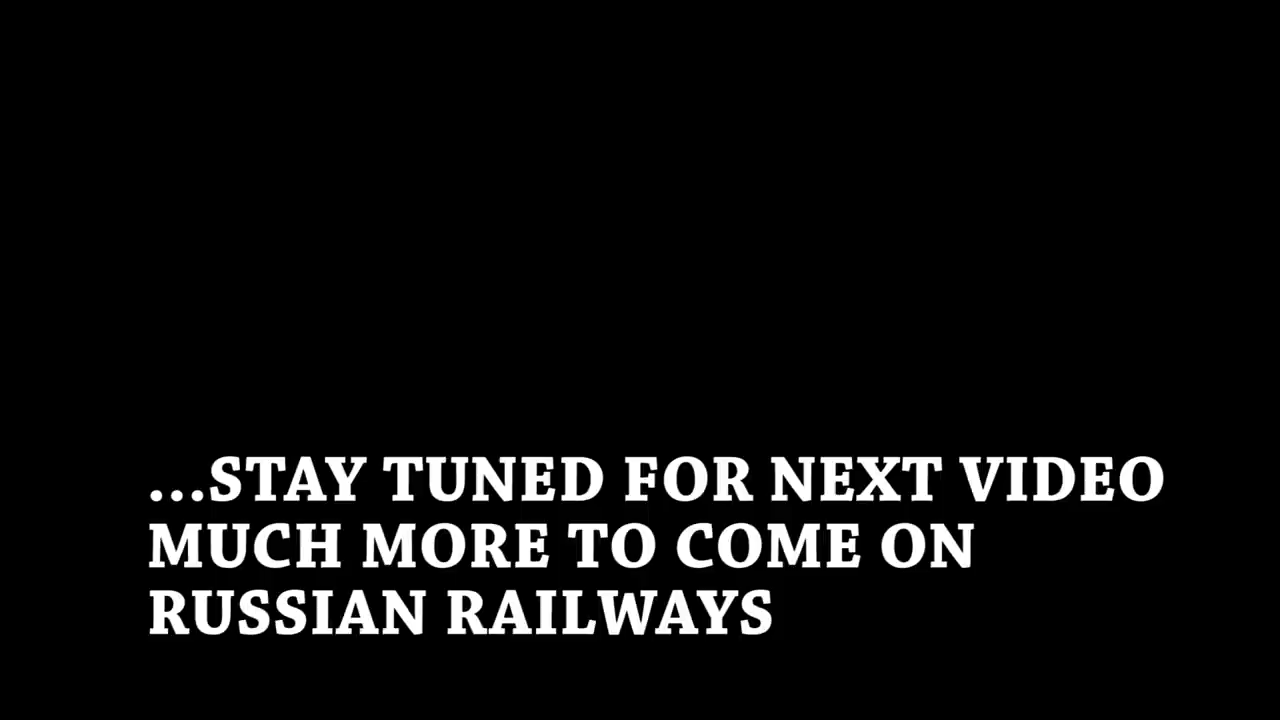 ...STAY TUNED FOR NEXT VIDEO
MUCH MORE TO COME ON
RUSSIAN RAILWAYS